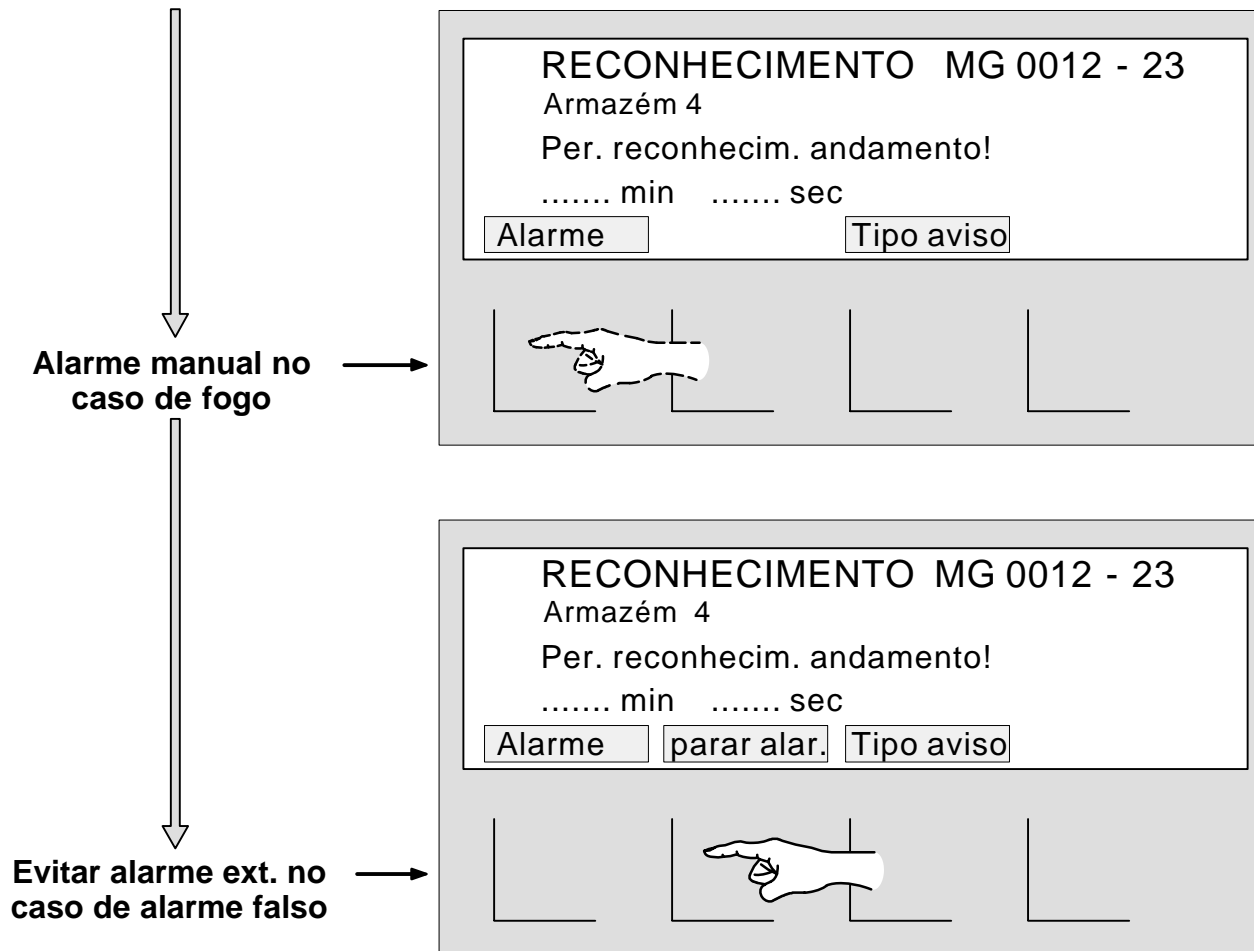 RECONHECIMENTO MG 0012 - 23
Armazém 4
Per. reconhecim. andamento!
....... min ....... sec
Alarme Tipo aviso
Alarme manual no
caso de fogo
RECONHECIMENTO MG 0012 - 23
Armazém 4
Per. reconhecim. andamento!
....... min ....... sec
Alarme parar alar. Tipo aviso
Evitar alarme ext. no
caso de alarme falso